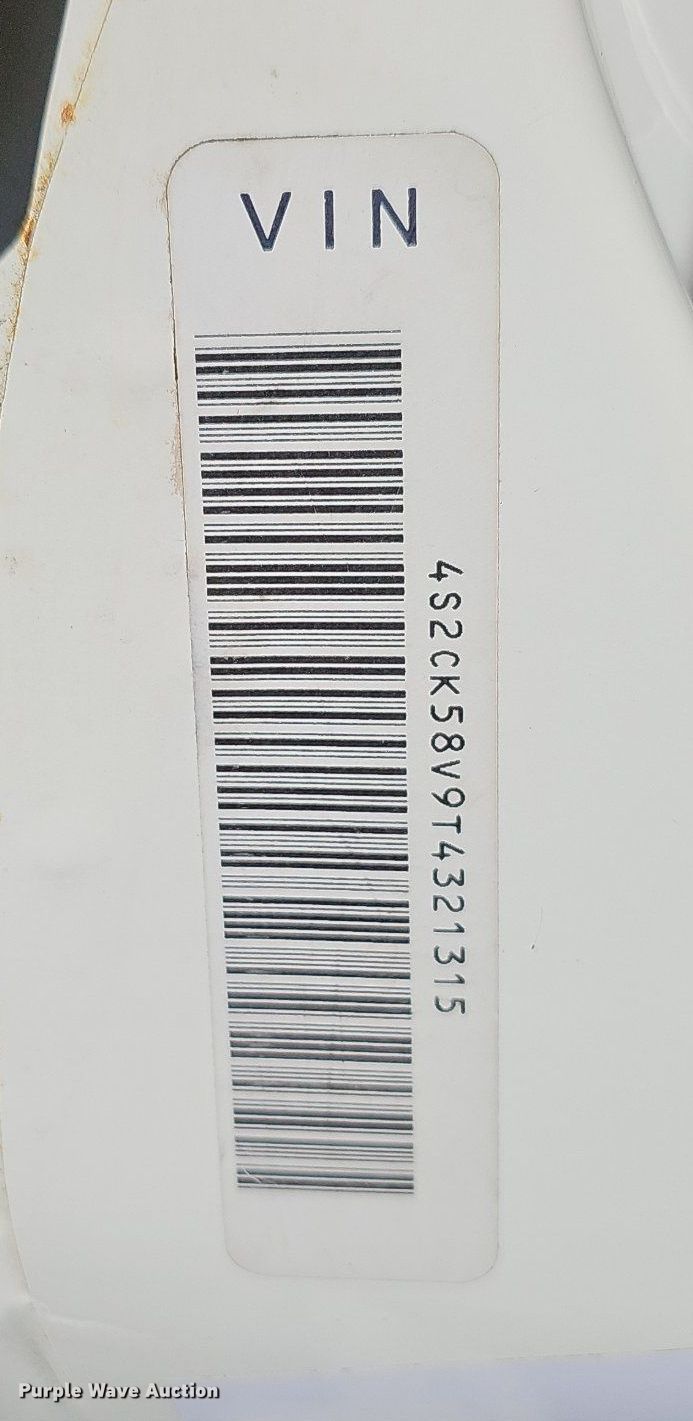 VIN
4S2CK58V9T4321315
Purple Wave Auction